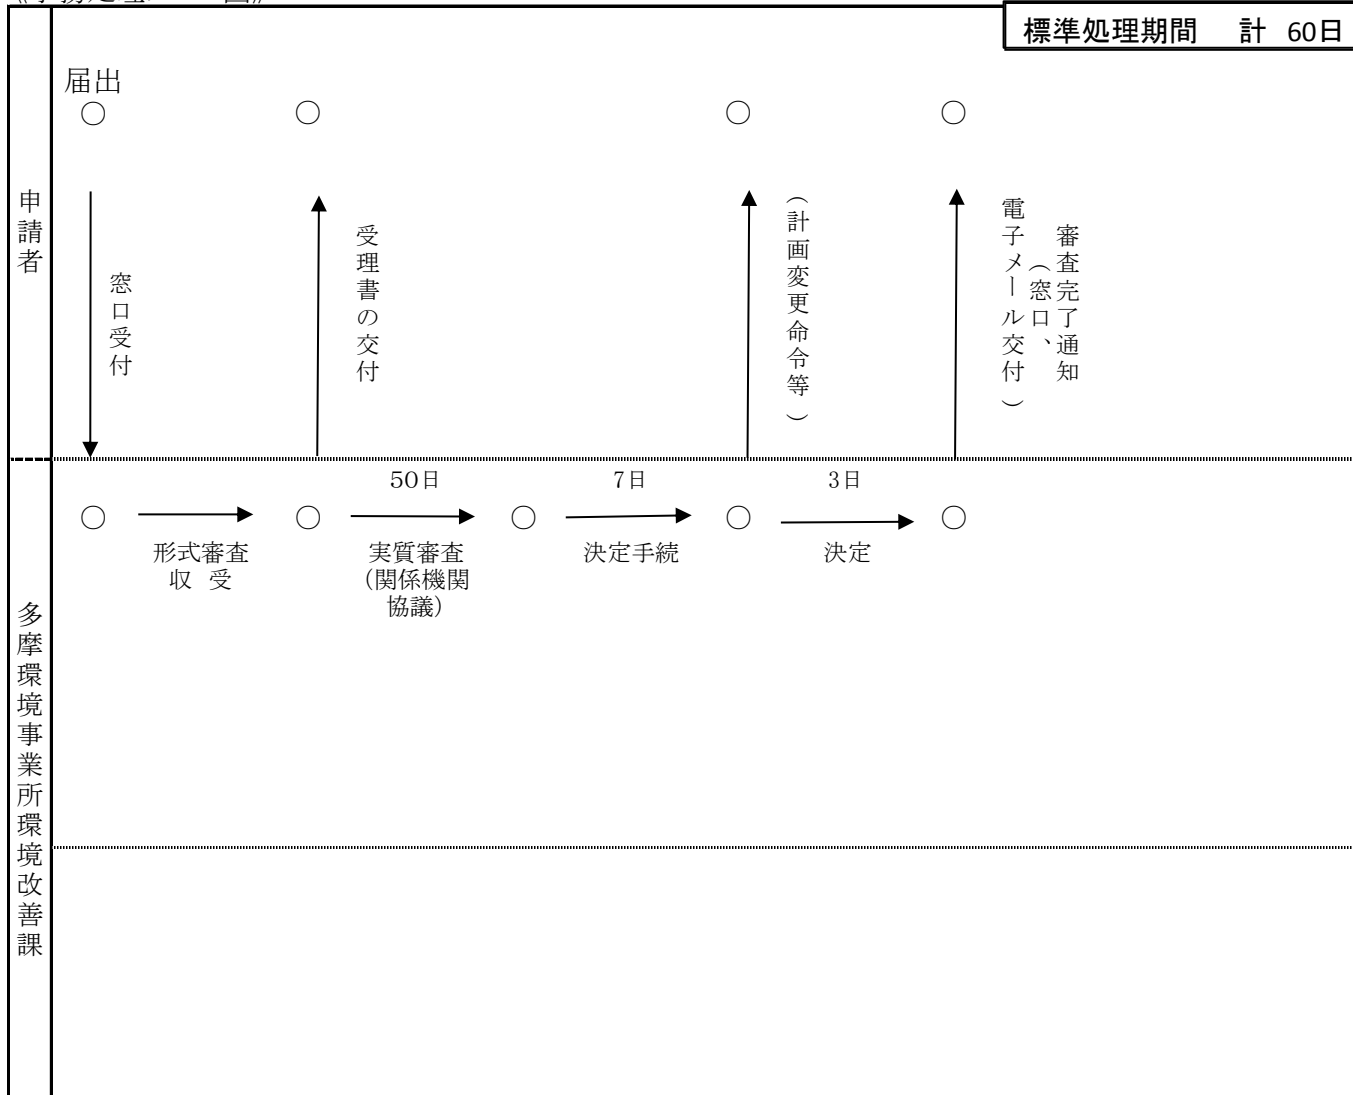 標準処理期間 計 60日
届出
申請者
窓口受付
受理書の交付
（計画変更命令等）
審査完了通知
（窓口、
電子メール交付）
50日
7日
3日
形式審査
収 受
実質審査
(関係機関
協議)
決定手続
決定
多摩環境事業所環境改善課